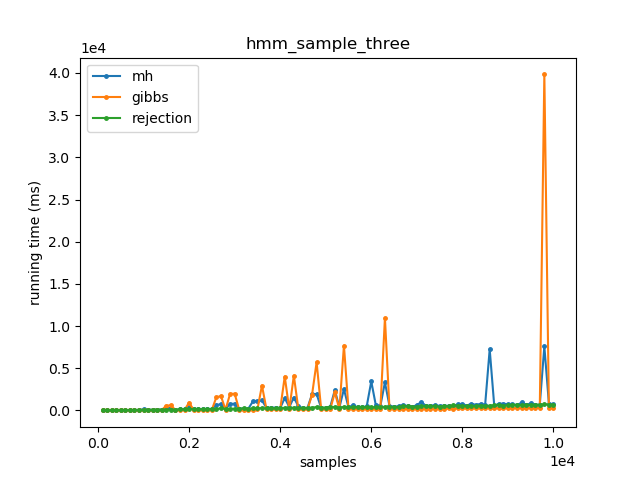 hmm_sample_three
1e4
mh
gibbs
rejection
4.0
3.5
3.0
2.5
2.0
1.5
1.0
0.5
0.0
running time (ms)
0.0 0.2 0.4 0.6 0.8 1.0
samples
1e4